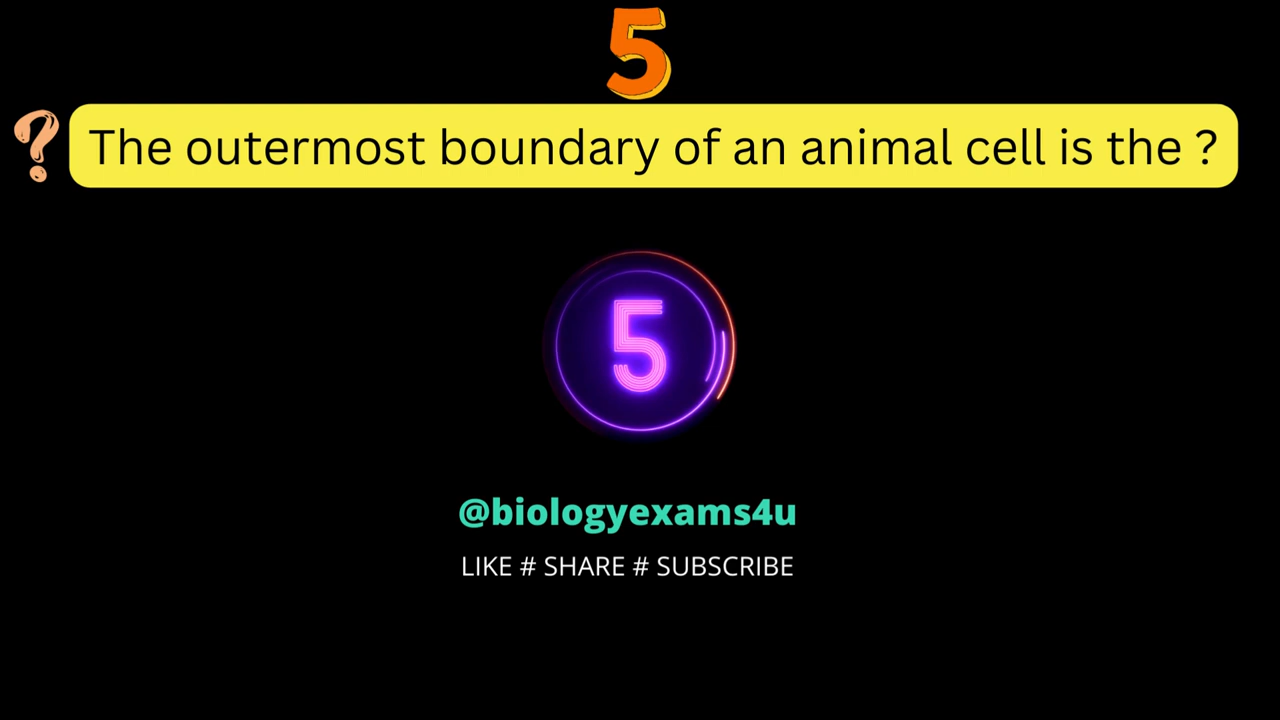 5
? The outermost boundary of an animal cell is the ?
5
@biologyexams4u
LIKE # SHARE # SUBSCRIBE